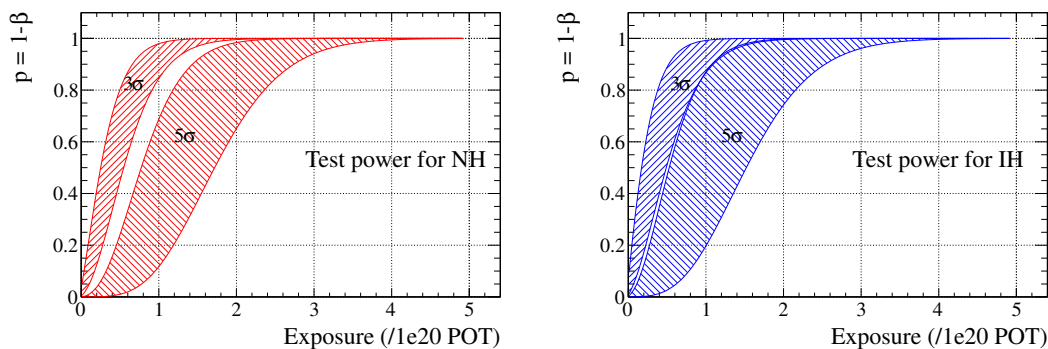 p = 1-β
1
0.8
0.6
0.4
0.2
0
3σ
5σ
Test power for NH
0 1 2 3 4 5
Exposure (/1e20 POT)
p = 1-β
1
0.8
0.6
0.4
0.2
0
3σ
5σ
Test power for IH
0 1 2 3 4 5
Exposure (/1e20 POT)